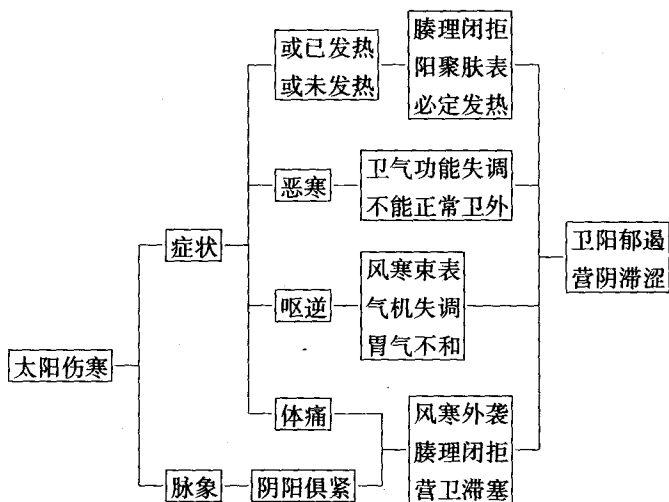 或已发热
或未发热
腠理闭拒
阳聚肤表
必定发热
恶寒
卫气功能失调
不能正常卫外
症状
卫阳郁遏
营阴滞涩
呕逆
风寒束表
气机失调
胃气不和
太阳伤寒
体痛
风寒外袭
腠理闭拒
营卫滞塞
脉象
阴阳俱紧